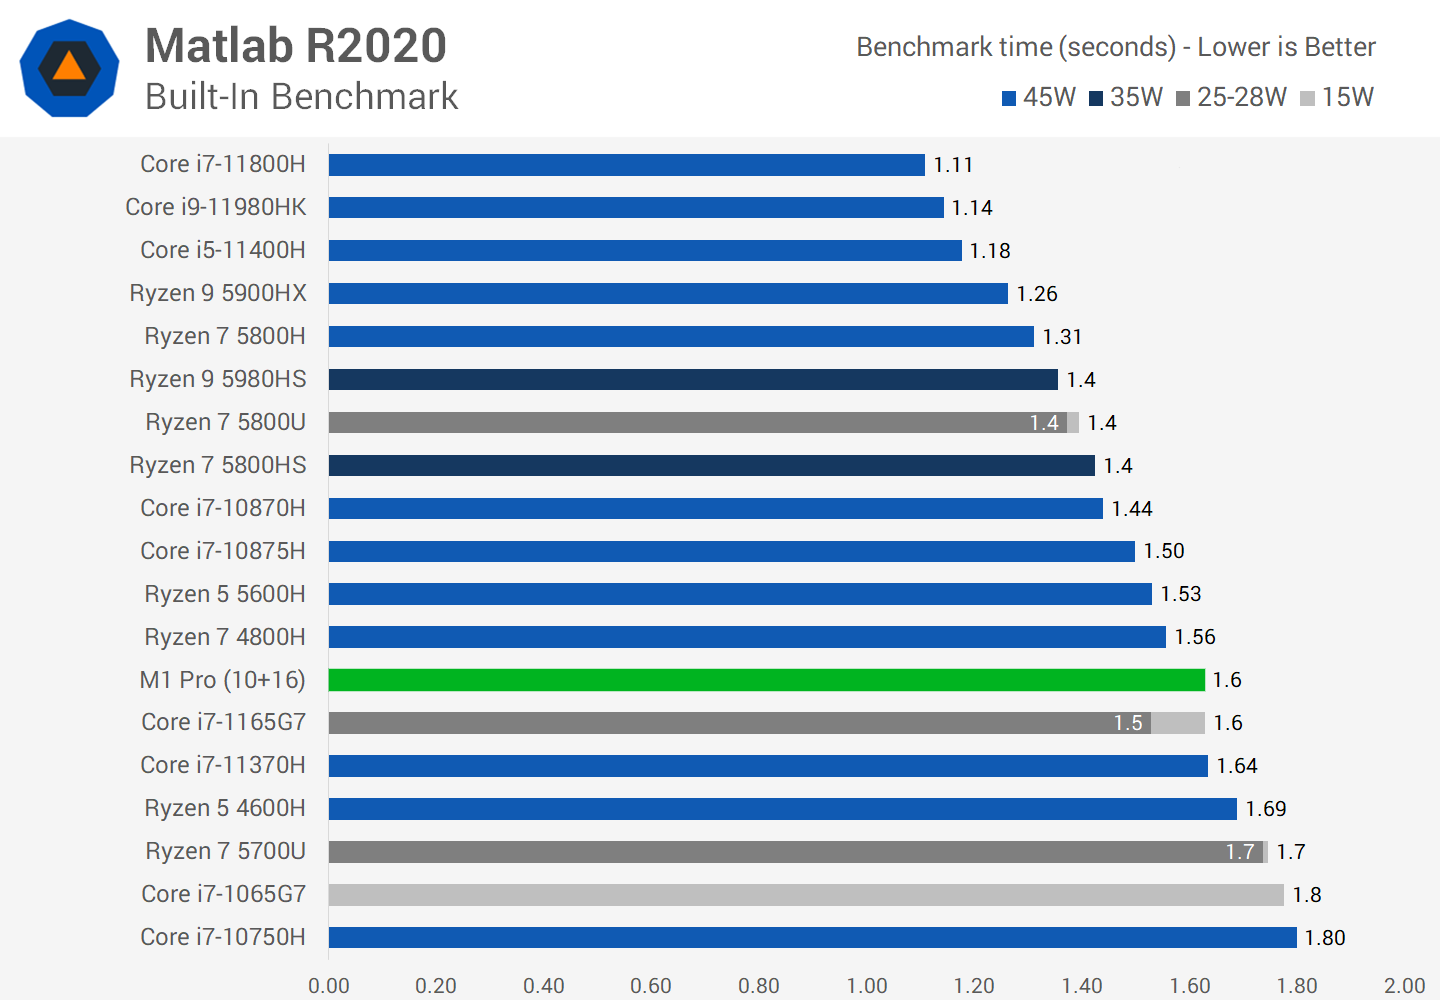 Matlab R2020
Built-In Benchmark
Benchmark time (seconds) - Lower is Better
45W 35W 25-28W 15W
Core i7-11800H 1.11
Core i9-11980HK 1.14
Core i5-11400H 1.18
Ryzen 9 5900HX 1.26
Ryzen 7 5800H 1.31
Ryzen 9 5980HS 1.4
Ryzen 7 5800U 1.4 1.4
Ryzen 7 5800HS 1.4
Core i7-10870H 1.44
Core i7-10875H 1.50
Ryzen 5 5600H 1.53
Ryzen 7 4800H 1.56
M1 Pro (10+16) 1.6
Core i7-1165G7 1.5 1.6
Core i7-11370H 1.64
Ryzen 5 4600H 1.69
Ryzen 7 5700U 1.7 1.7
Core i7-1065G7 1.8
Core i7-10750H 1.80
0.00 0.20 0.40 0.60 0.80 1.00 1.20 1.40 1.60 1.80 2.00